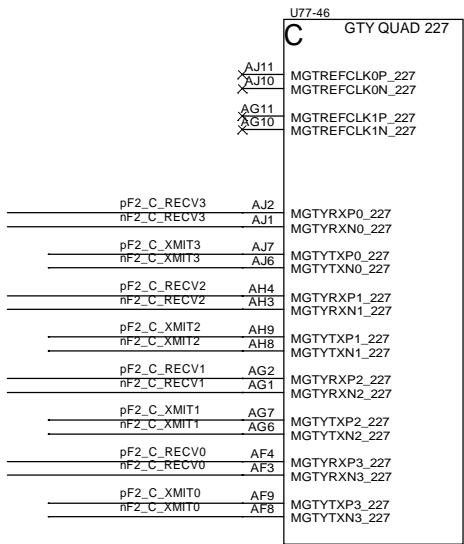 U77-46
C GTY QUAD 227
AJ11 MGTREFCLK0P_227
AJ10 MGTREFCLK0N_227
AG11 MGTREFCLK1P_227
AG10 MGTREFCLK1N_227
pF2_C_RECV3 AJ2 MGTYRXP0_227
nF2_C_RECV3 AJ1 MGTYRXN0_227
pF2_C_XMIT3 AJ7 MGTYTXP0_227
nF2_C_XMIT3 AJ6 MGTYTXN0_227
pF2_C_RECV2 AH4 MGTYRXP1_227
nF2_C_RECV2 AH3 MGTYRXN1_227
pF2_C_XMIT2 AH9 MGTYTXP1_227
nF2_C_XMIT2 AH8 MGTYTXN1_227
pF2_C_RECV1 AG2 MGTYRXP2_227
nF2_C_RECV1 AG1 MGTYRXN2_227
pF2_C_XMIT1 AG7 MGTYTXP2_227
nF2_C_XMIT1 AG6 MGTYTXN2_227
pF2_C_RECV0 AF4 MGTYRXP3_227
nF2_C_RECV0 AF3 MGTYRXN3_227
pF2_C_XMIT0 AF9 MGTYTXP3_227
nF2_C_XMIT0 AF8 MGTYTXN3_227